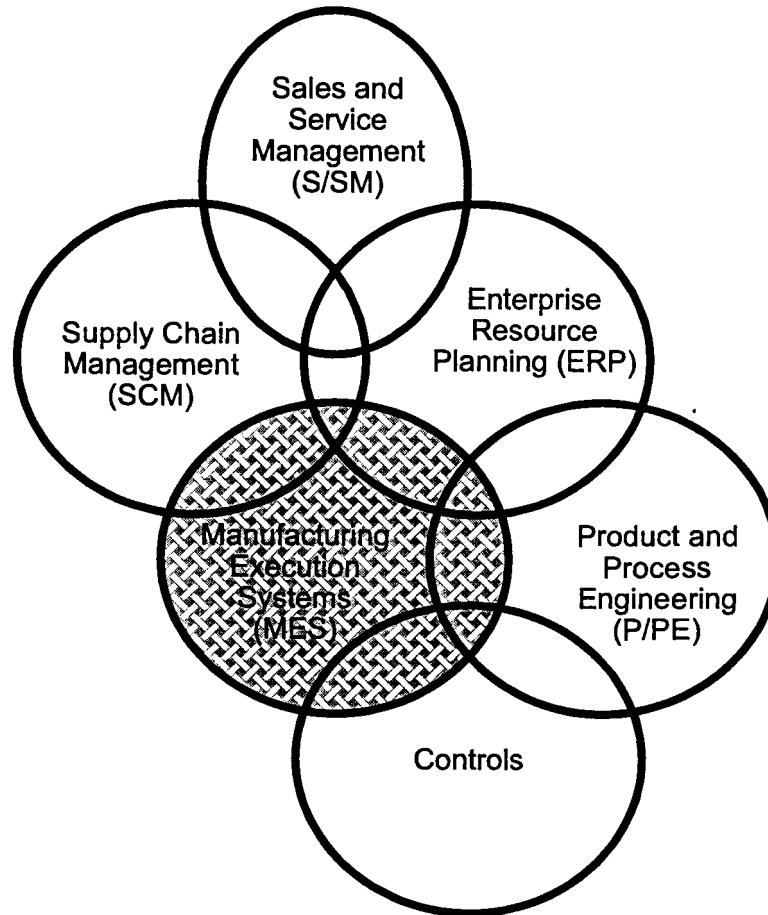 Sales and
Service
Management
(S/SM)
Enterprise
Resource
Planning (ERP)
Supply Chain
Management
(SCM)
Manufacturing
Execution
Systems
(MES)
Product and
Process
Engineering
(P/PE)
Controls